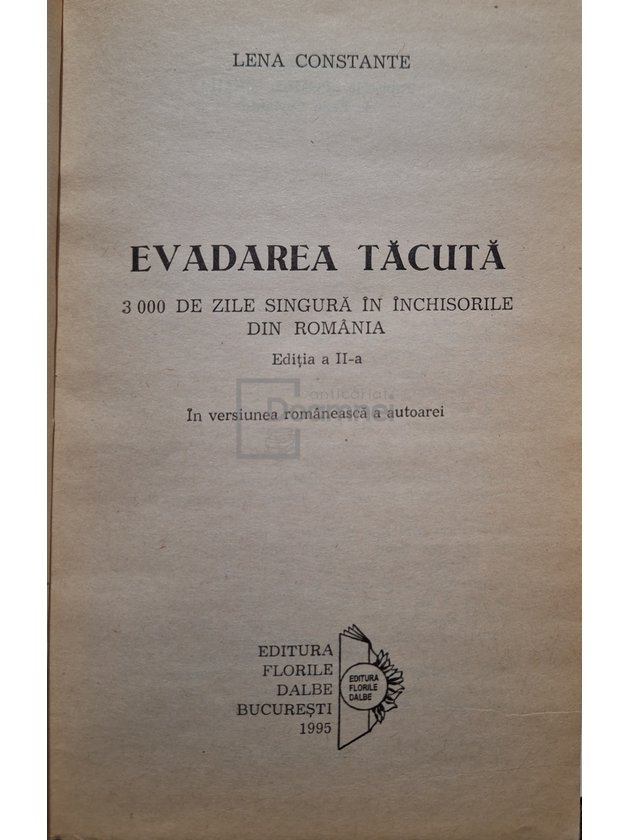 LENA CONSTANTE
EVADAREA TĂCUTĂ
3 000 DE ZILE SINGURĂ ÎN ÎNCHISORILE
DIN ROMÂNIA
Ediția a II-a
anticariat
În versiunea românească a autoarei
EDITURA
FLORILE
DALBE
BUCUREȘTI
1995
EDITURA
FLORILE
DALBE